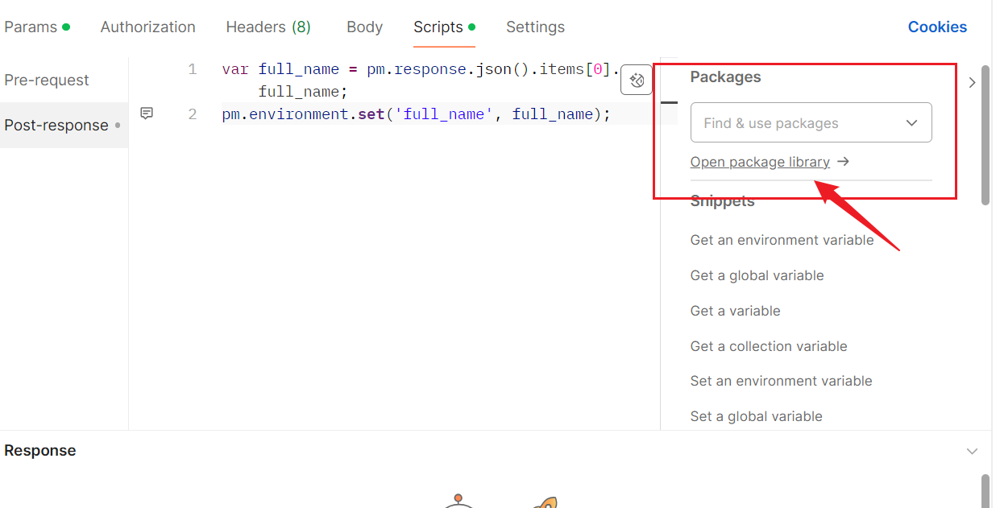 Params Authorization Headers (8) Body Scripts Settings Cookies
Pre-request
Post-response
1 var full_name = pm.response.json().items[0].
full_name;
2 pm.environment.set('full_name', full_name);
Packages
Find & use packages
Open package library →
Snippets
Get an environment variable
Get a global variable
Get a variable
Get a collection variable
Set an environment variable
Set a global variable
Response